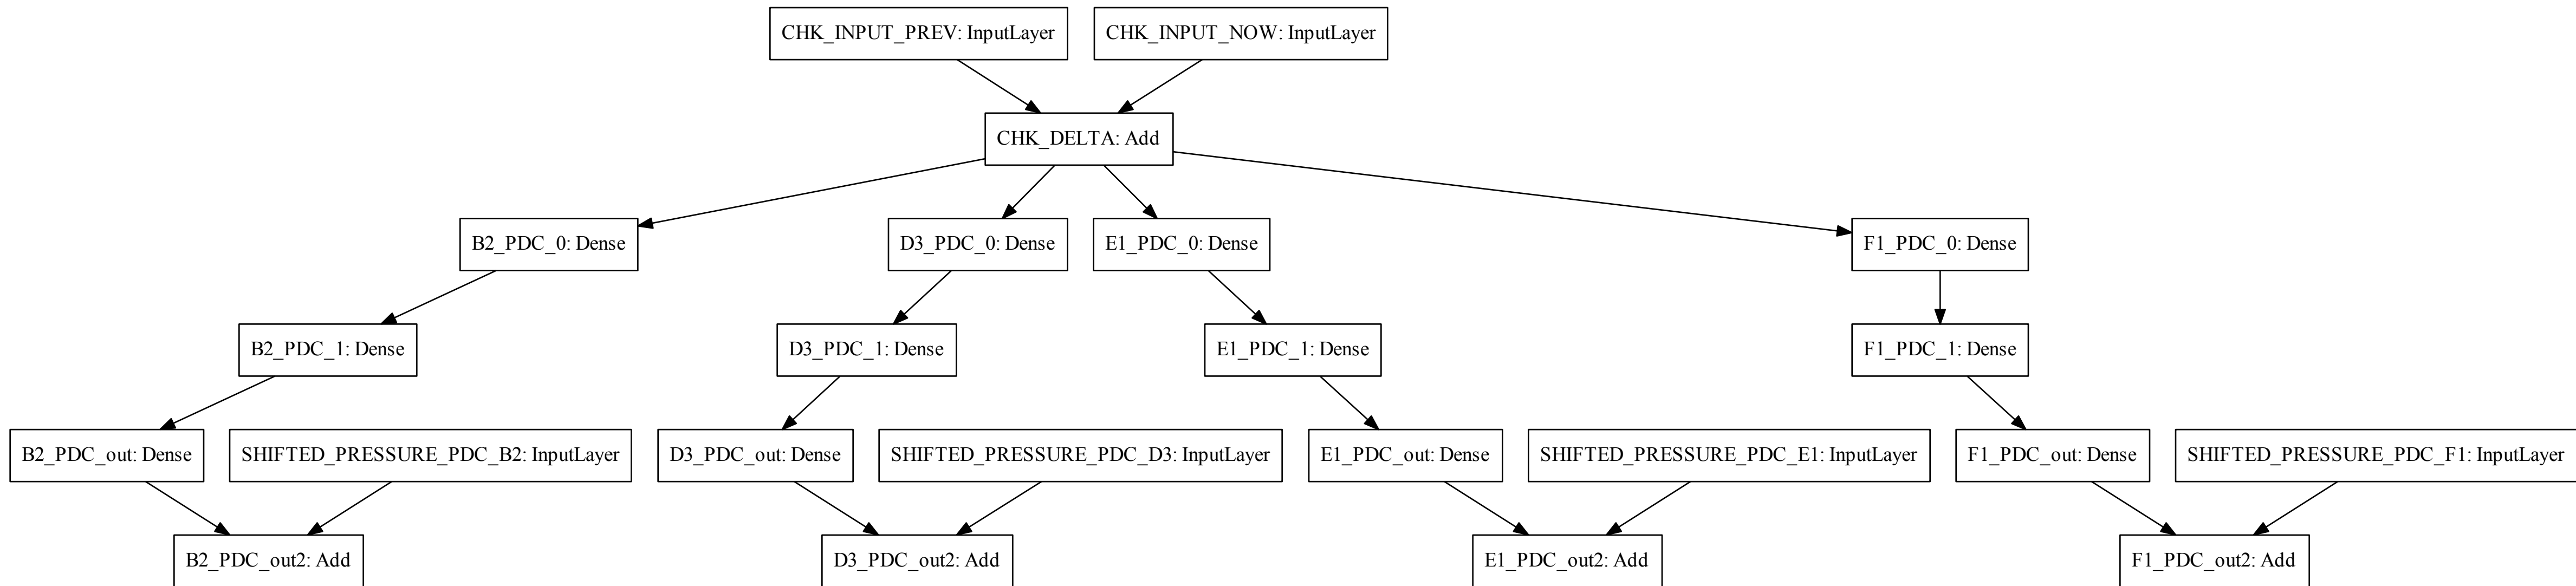 CHK_INPUT_PREV: InputLayer
CHK_INPUT_NOW: InputLayer
CHK_DELTA: Add
B2_PDC_0: Dense
D3_PDC_0: Dense
E1_PDC_0: Dense
F1_PDC_0: Dense
B2_PDC_1: Dense
D3_PDC_1: Dense
E1_PDC_1: Dense
F1_PDC_1: Dense
B2_PDC_out: Dense
SHIFTED_PRESSURE_PDC_B2: InputLayer
D3_PDC_out: Dense
SHIFTED_PRESSURE_PDC_D3: InputLayer
E1_PDC_out: Dense
SHIFTED_PRESSURE_PDC_E1: InputLayer
F1_PDC_out: Dense
SHIFTED_PRESSURE_PDC_F1: InputLayer
B2_PDC_out2: Add
D3_PDC_out2: Add
E1_PDC_out2: Add
F1_PDC_out2: Add